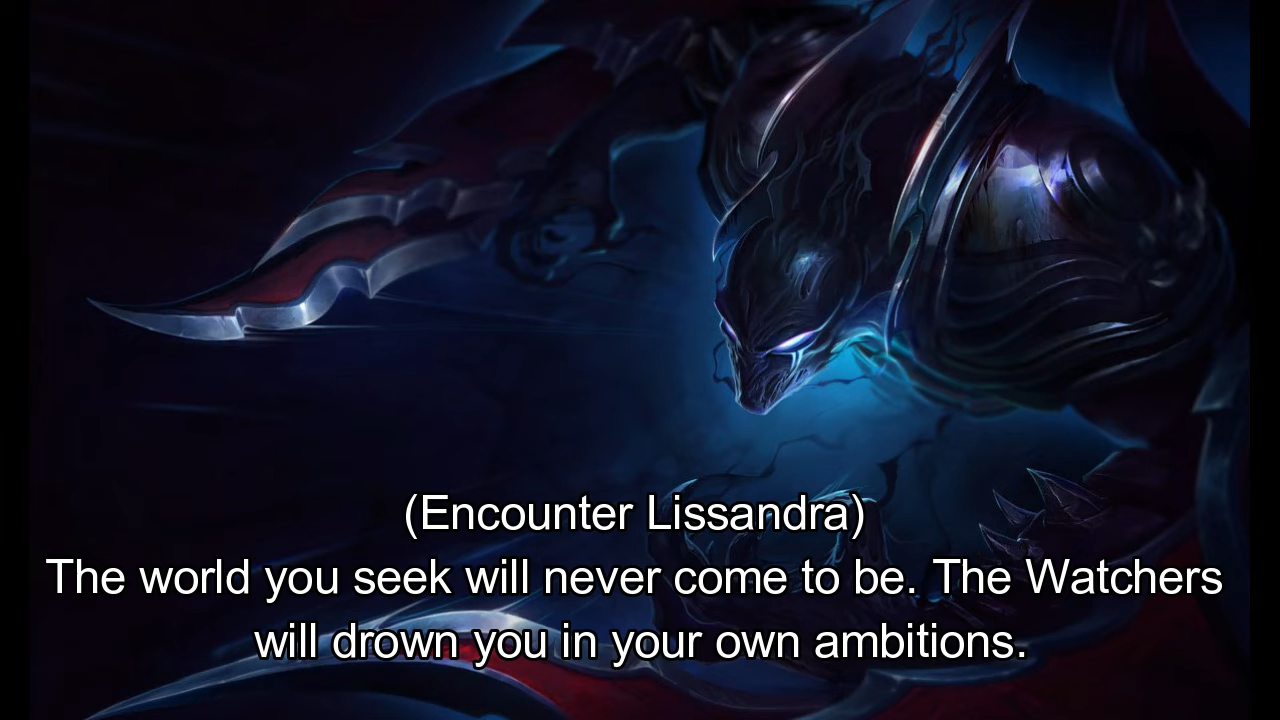 (Encounter Lissandra)
The world you seek will never come to be. The Watchers
will drown you in your own ambitions.